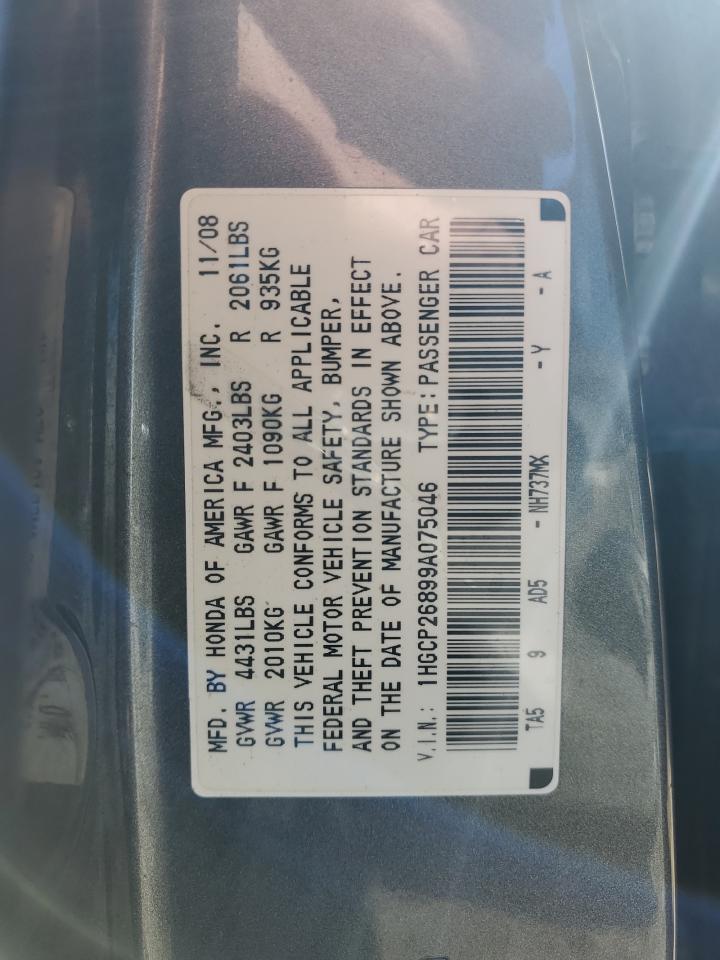 MFD. BY HONDA OF AMERICA MFG., INC. 11/08
GVWR 4431LBS GAWR F 2403LBS R 2061LBS
GVWR 2010KG GAWR F 1090KG R 935KG
THIS VEHICLE CONFORMS TO ALL APPLICABLE
FEDERAL MOTOR VEHICLE SAFETY, BUMPER,
AND THEFT PREVENTION STANDARDS IN EFFECT
ON THE DATE OF MANUFACTURE SHOWN ABOVE.
V.I.N.: 1HGCP26899A075046 TYPE: PASSENGER CAR
TA5 9 AD5 - NH737MX - Y - A